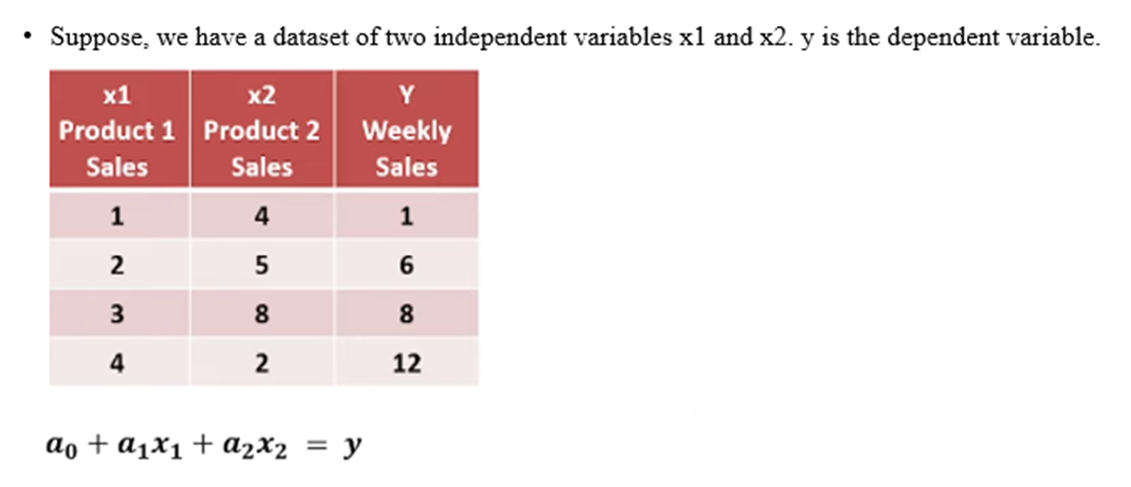 • Suppose, we have a dataset of two independent variables x1 and x2. y is the dependent variable.
x1 x2 Y
Product 1 Product 2 Weekly
Sales Sales Sales
1 4 1
2 5 6
3 8 8
4 2 12
a₀ + a₁x₁ + a₂x₂ = y